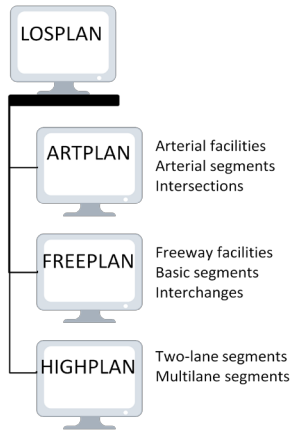 LOSPLAN
ARTPLAN
Arterial facilities
Arterial segments
Intersections
FREEPLAN
Freeway facilities
Basic segments
Interchanges
HIGHPLAN
Two-lane segments
Multilane segments